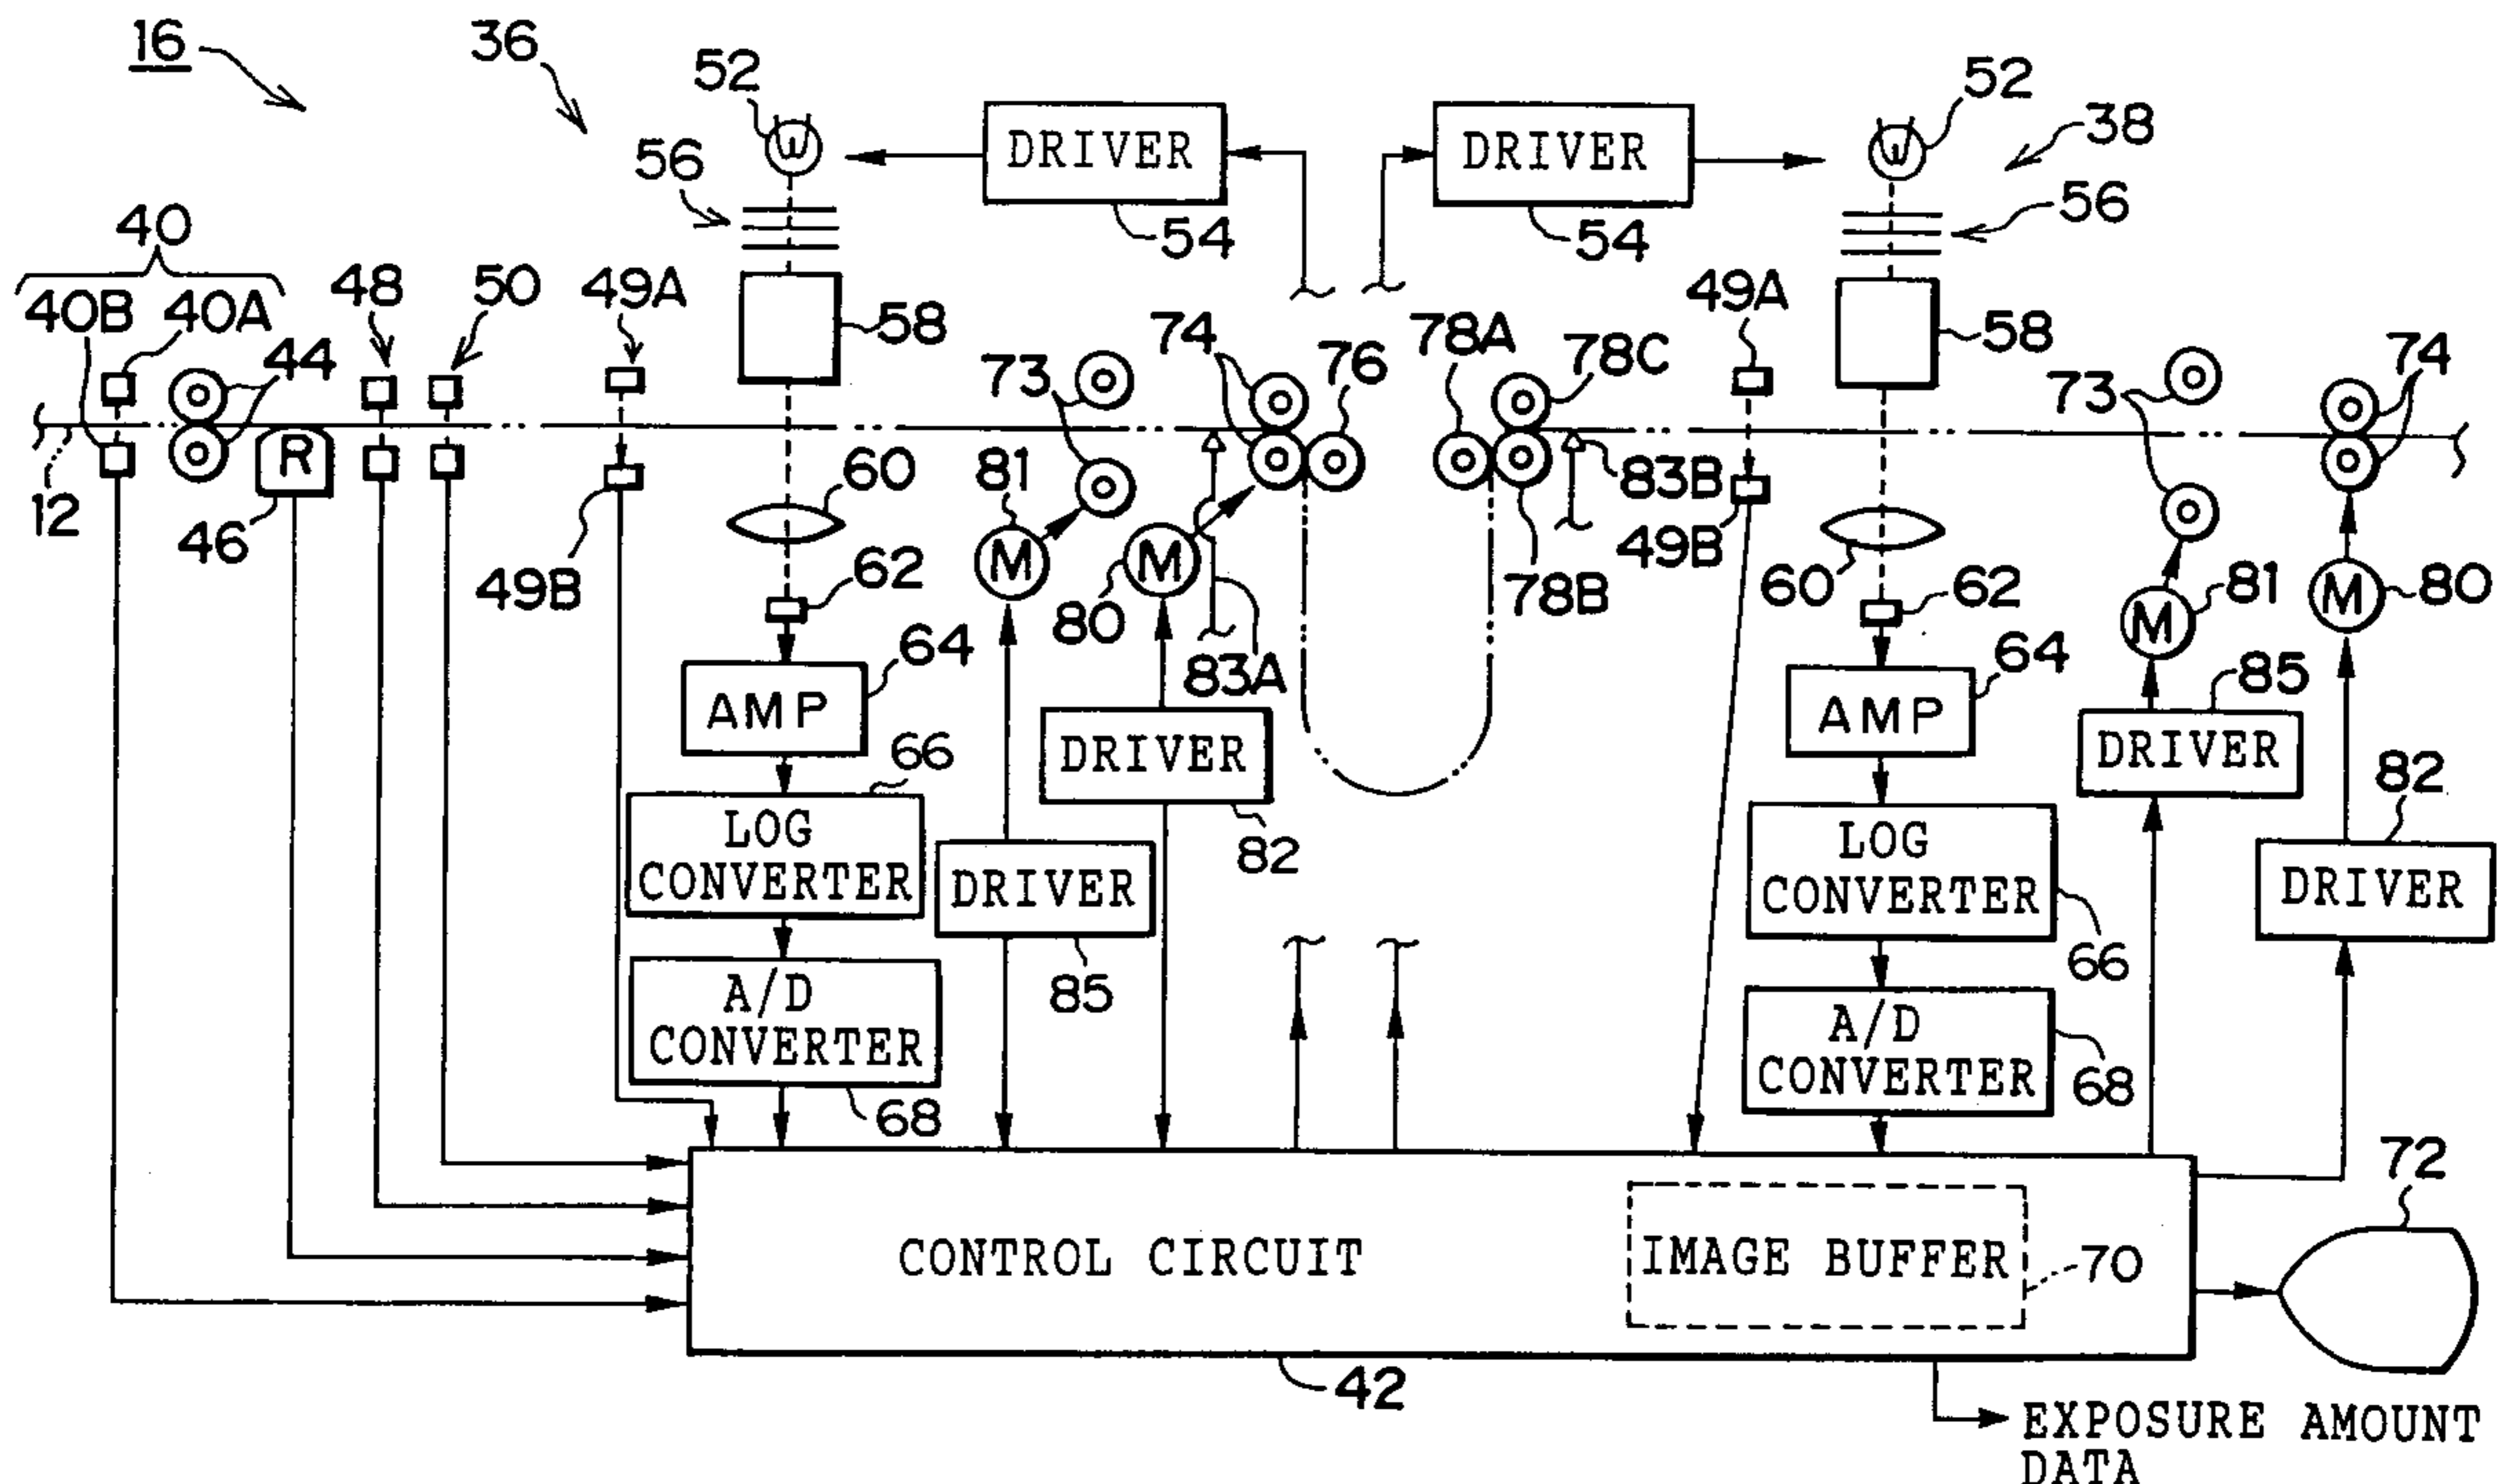 16
36
52
52
38
56
DRIVER
DRIVER
56
54
54
40
40B
40A
48
50
49A
58
49A
58
44
73
74
76
78A
78C
73
74
12
R
46
49B
60
81
M
80
M
83A
83B
49B
78B
60
62
62
81
M
80
M
64
AMP
64
AMP
85
DRIVER
66
DRIVER
82
82
DRIVER
LOG
CONVERTER
DRIVER
85
LOG
CONVERTER
66
A/D
CONVERTER
68
A/D
CONVERTER
68
72
CONTROL CIRCUIT
IMAGE BUFFER
70
42
EXPOSURE AMOUNT
DATA